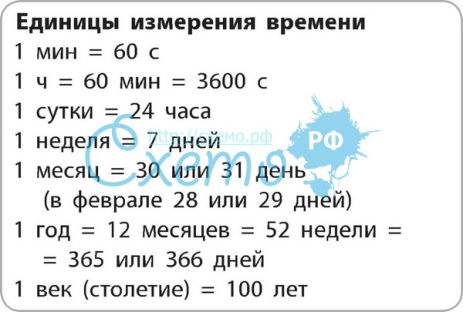 Единицы измерения времени
1 мин = 60 с
1 ч = 60 мин = 3600 с
1 сутки = 24 часа
http://схемо.рф
1 неделя = 7 дней
Схемо РФ
1 месяц = 30 или 31 день
(в феврале 28 или 29 дней)
1 год = 12 месяцев = 52 недели =
= 365 или 366 дней
1 век (столетие) = 100 лет